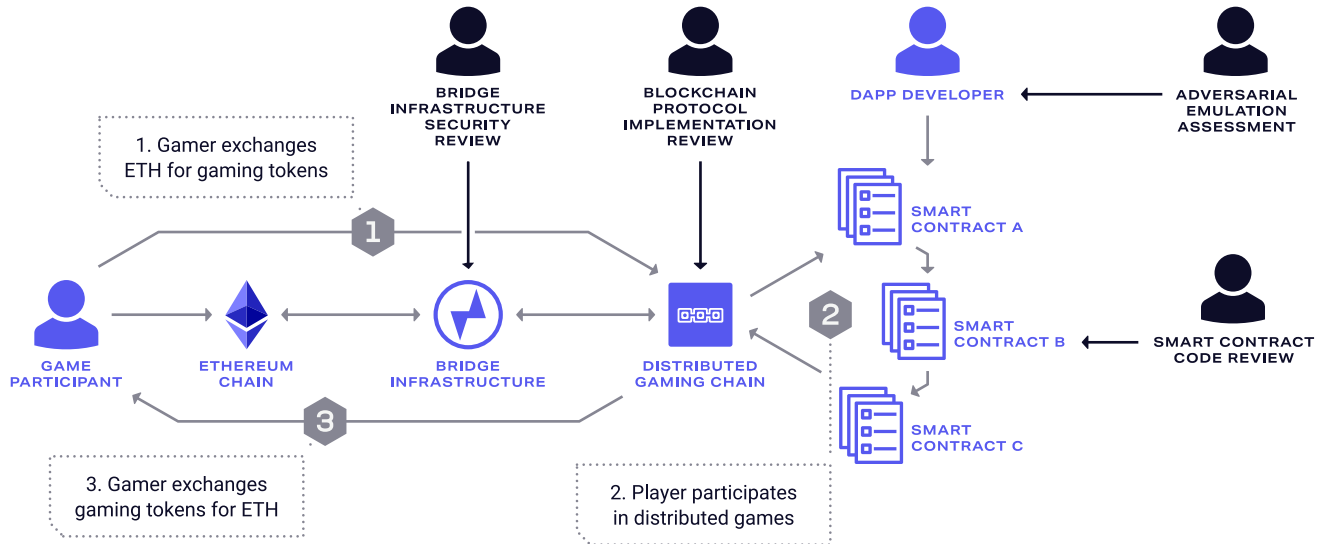 BRIDGE
INFRASTRUCTURE
SECURITY
REVIEW
BLOCKCHAIN
PROTOCOL
IMPLEMENTATION
REVIEW
DAPP DEVELOPER
ADVERSARIAL
EMULATION
ASSESSMENT
1. Gamer exchanges
ETH for gaming tokens
1
SMART
CONTRACT A
2
SMART
CONTRACT B
SMART CONTRACT
CODE REVIEW
GAME
PARTICIPANT
ETHEREUM
CHAIN
BRIDGE
INFRASTRUCTURE
DISTRIBUTED
GAMING CHAIN
3
SMART
CONTRACT C
3. Gamer exchanges
gaming tokens for ETH
2. Player participates
in distributed games